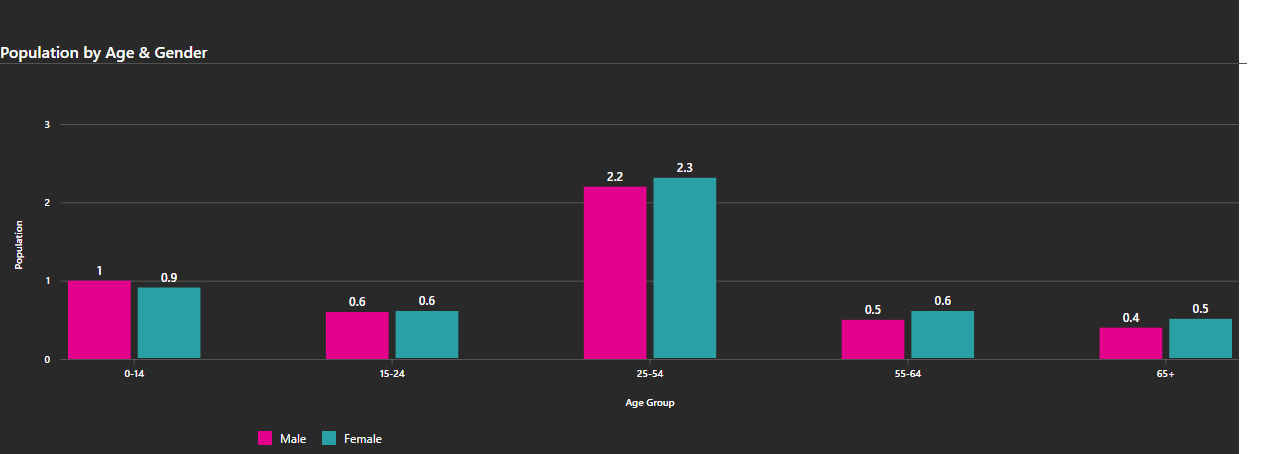 Population by Age & Gender
3
2.2 2.3
2
Population
1 0.9
1
0.6 0.6
0.5 0.6
0.4 0.5
0
0-14 15-24 25-54 55-64 65+
Age Group
Male Female